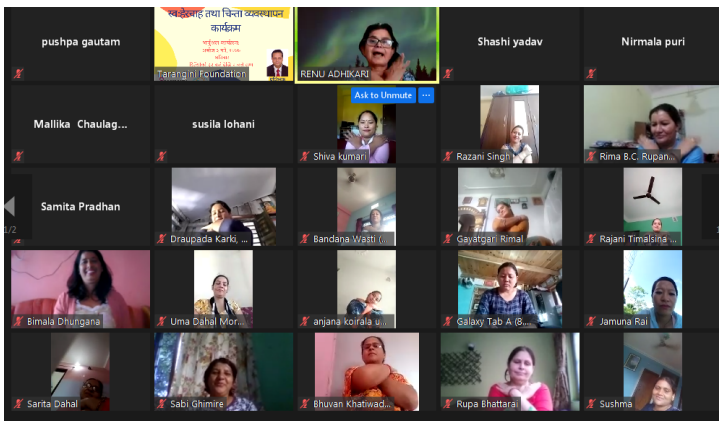 pushpa gautam
स्व:हेरचाह तथा चिन्ता व्यवस्थापन
कार्यक्रम
Tarangini Foundation
RENU ADHIKARI
Shashi yadav
Nirmala puri
Mallika Chaulag...
susila lohani
Ask to Unmute ...
Shiva kumari
Razani Singh
Rima B.C. Rupan...
1/2
Samita Pradhan
Draupada Karki, ...
Bandana Wasti (...
Gayatgari Rimal
Rajani Timalsina ...
Bimala Dhungana
Uma Dahal Mor...
anjana koirala u...
Galaxy Tab A (8....
Jamuna Rai
Sarita Dahal
Sabi Ghimire
Bhuvan Khatiwad...
Rupa Bhattarai
Sushma